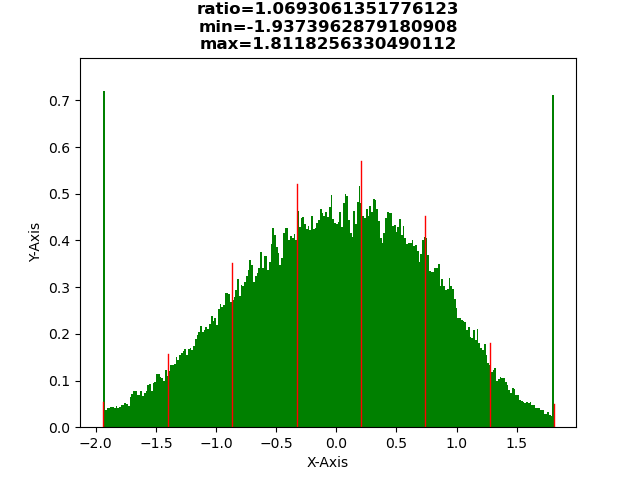 ratio=1.0693061351776123
min=-1.9373962879180908
max=1.8118256330490112
0.7
0.6
0.5
0.4
0.3
0.2
0.1
0.0
Y-Axis
−2.0 −1.5 −1.0 −0.5 0.0 0.5 1.0 1.5
X-Axis